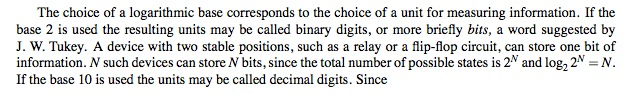 The choice of a logarithmic base corresponds to the choice of a unit for measuring information. If the
base 2 is used the resulting units may be called binary digits, or more briefly bits, a word suggested by
J. W. Tukey. A device with two stable positions, such as a relay or a flip-flop circuit, can store one bit of
information. N such devices can store N bits, since the total number of possible states is 2^N and log₂ 2^N = N.
If the base 10 is used the units may be called decimal digits. Since